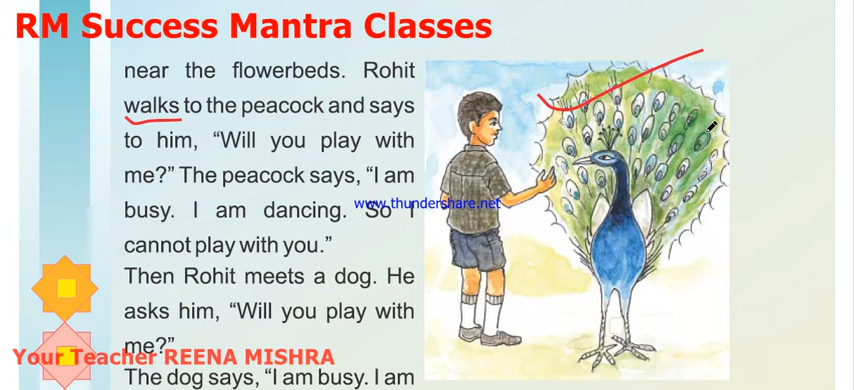 RM Success Mantra Classes
near the flowerbeds. Rohit
walks to the peacock and says
to him, “Will you play with
me?” The peacock says, “I am
busy. I am dancing. So I
www.thundershare.net
cannot play with you.”
Then Rohit meets a dog. He
asks him, “Will you play with
me?”
Your Teacher REENA MISHRA
The dog says, “I am busy. I am